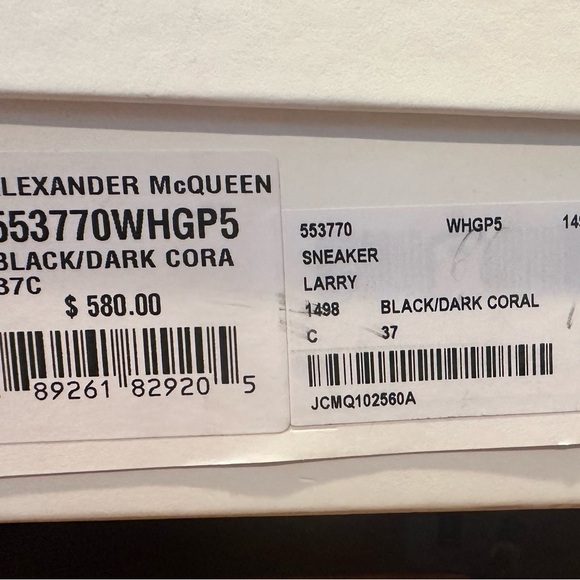 LEXANDER McQUEEN
553770WHGP5
BLACK/DARK CORA
37C
$ 580.00
89261 82920 5
553770 WHGP5 149
SNEAKER
LARRY
1498 BLACK/DARK CORAL
C 37
JCMQ102560A